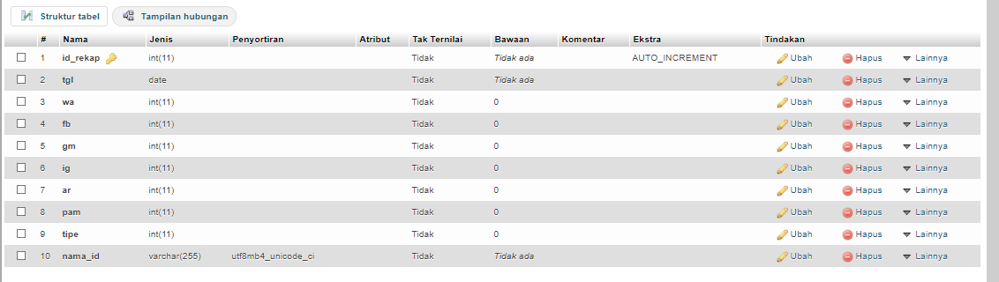 Struktur tabel Tampilan hubungan
# Nama Jenis Penyortiran Atribut Tak Ternilai Bawaan Komentar Ekstra Tindakan
1 id_rekap int(11) Tidak Tidak ada AUTO_INCREMENT Ubah Hapus Lainnya
2 tgl date Tidak Tidak ada Ubah Hapus Lainnya
3 wa int(11) Tidak 0 Ubah Hapus Lainnya
4 fb int(11) Tidak 0 Ubah Hapus Lainnya
5 gm int(11) Tidak 0 Ubah Hapus Lainnya
6 ig int(11) Tidak 0 Ubah Hapus Lainnya
7 ar int(11) Tidak 0 Ubah Hapus Lainnya
8 pam int(11) Tidak 0 Ubah Hapus Lainnya
9 tipe int(11) Tidak 0 Ubah Hapus Lainnya
10 nama_id varchar(255) utf8mb4_unicode_ci Tidak Tidak ada Ubah Hapus Lainnya